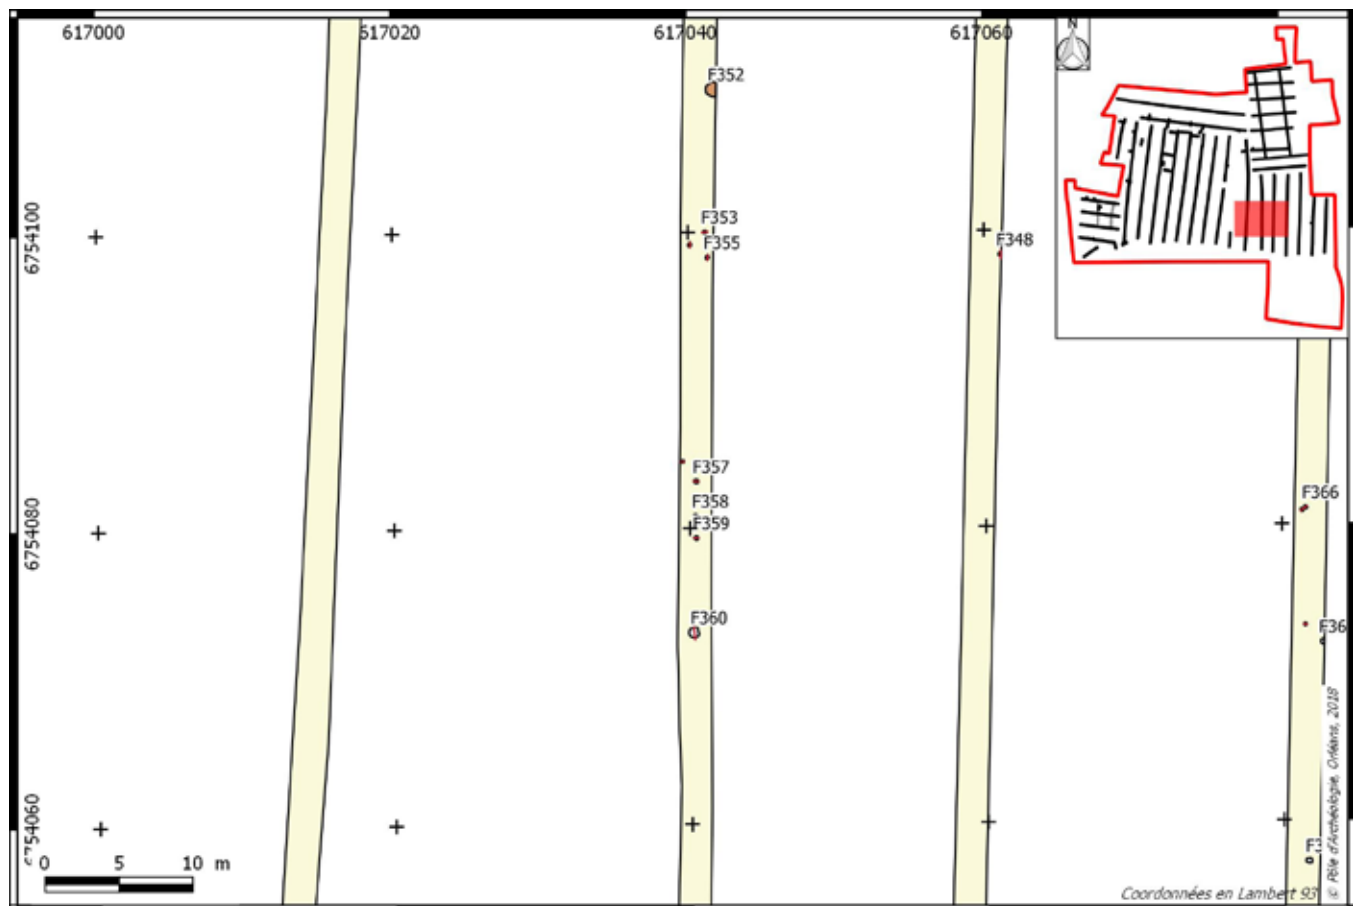 617000
617020
617040
617060
N
F352
6754100
F353
F355
F348
F357
F358
F359
F366
6754080
F360
F36
6754060
0 5 10 m
Coordonnées en Lambert 93
© Pôle d'Archéologie, Orléans, 2018